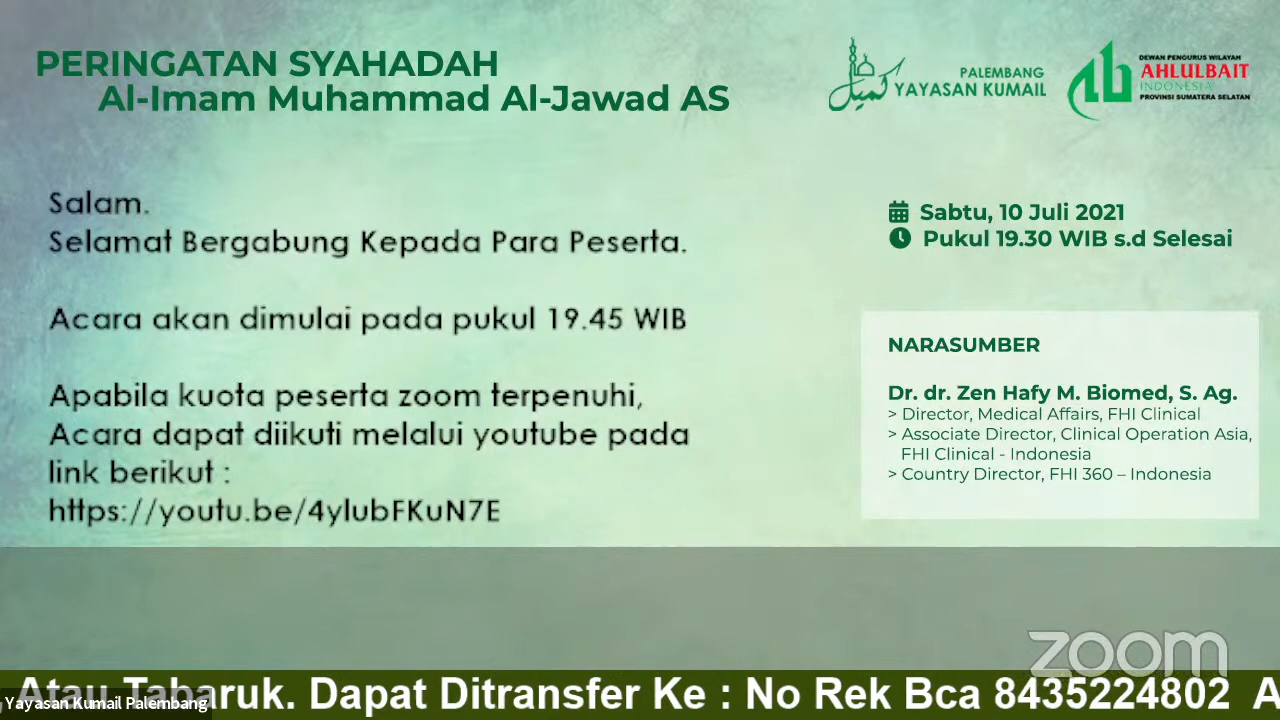 PERINGATAN SYAHADAH
Al-Imam Muhammad Al-Jawad AS
كميل
PALEMBANG
YAYASAN KUMAIL
DEWAN PENGURUS WILAYAH
AHLULBAIT
INDONESIA
PROVINSI SUMATERA SELATAN
Salam.
Selamat Bergabung Kepada Para Peserta.
Acara akan dimulai pada pukul 19.45 WIB
Apabila kuota peserta zoom terpenuhi,
Acara dapat diikuti melalui youtube pada
link berikut :
https://youtu.be/4ylubFKuN7E
Sabtu, 10 Juli 2021
Pukul 19.30 WIB s.d Selesai
NARASUMBER
Dr. dr. Zen Hafy M. Biomed, S. Ag.
> Director, Medical Affairs, FHI Clinical
> Associate Director, Clinical Operation Asia,
FHI Clinical - Indonesia
> Country Director, FHI 360 – Indonesia
zoom
Atau Tabaruk. Dapat Ditransfer Ke : No Rek Bca 8435224802 A
Yayasan Kumail Palembang